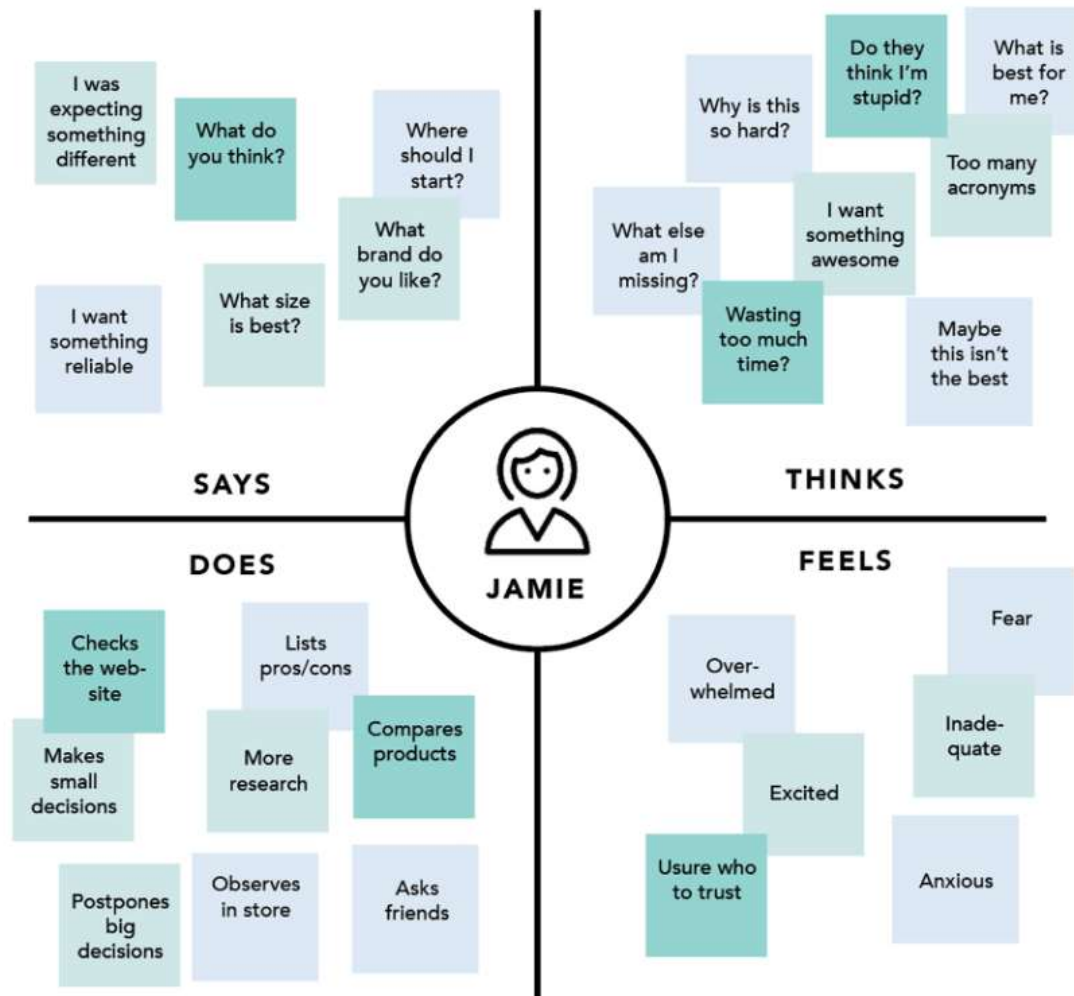 I was
expecting
something
different
What do
you think?
Where
should I
start?
What
brand do
you like?
What size
is best?
I want
something
reliable
SAYS
Do they
think I'm
stupid?
What is
best for
me?
Why is this
so hard?
Too many
acronyms
I want
something
awesome
What else
am I
missing?
Wasting
too much
time?
Maybe
this isn't
the best
THINKS
JAMIE
DOES
Checks
the web-
site
Lists
pros/cons
Compares
products
More
research
Makes
small
decisions
Postpones
big
decisions
Observes
in store
Asks
friends
FEELS
Fear
Over-
whelmed
Inade-
quate
Excited
Usure who
to trust
Anxious